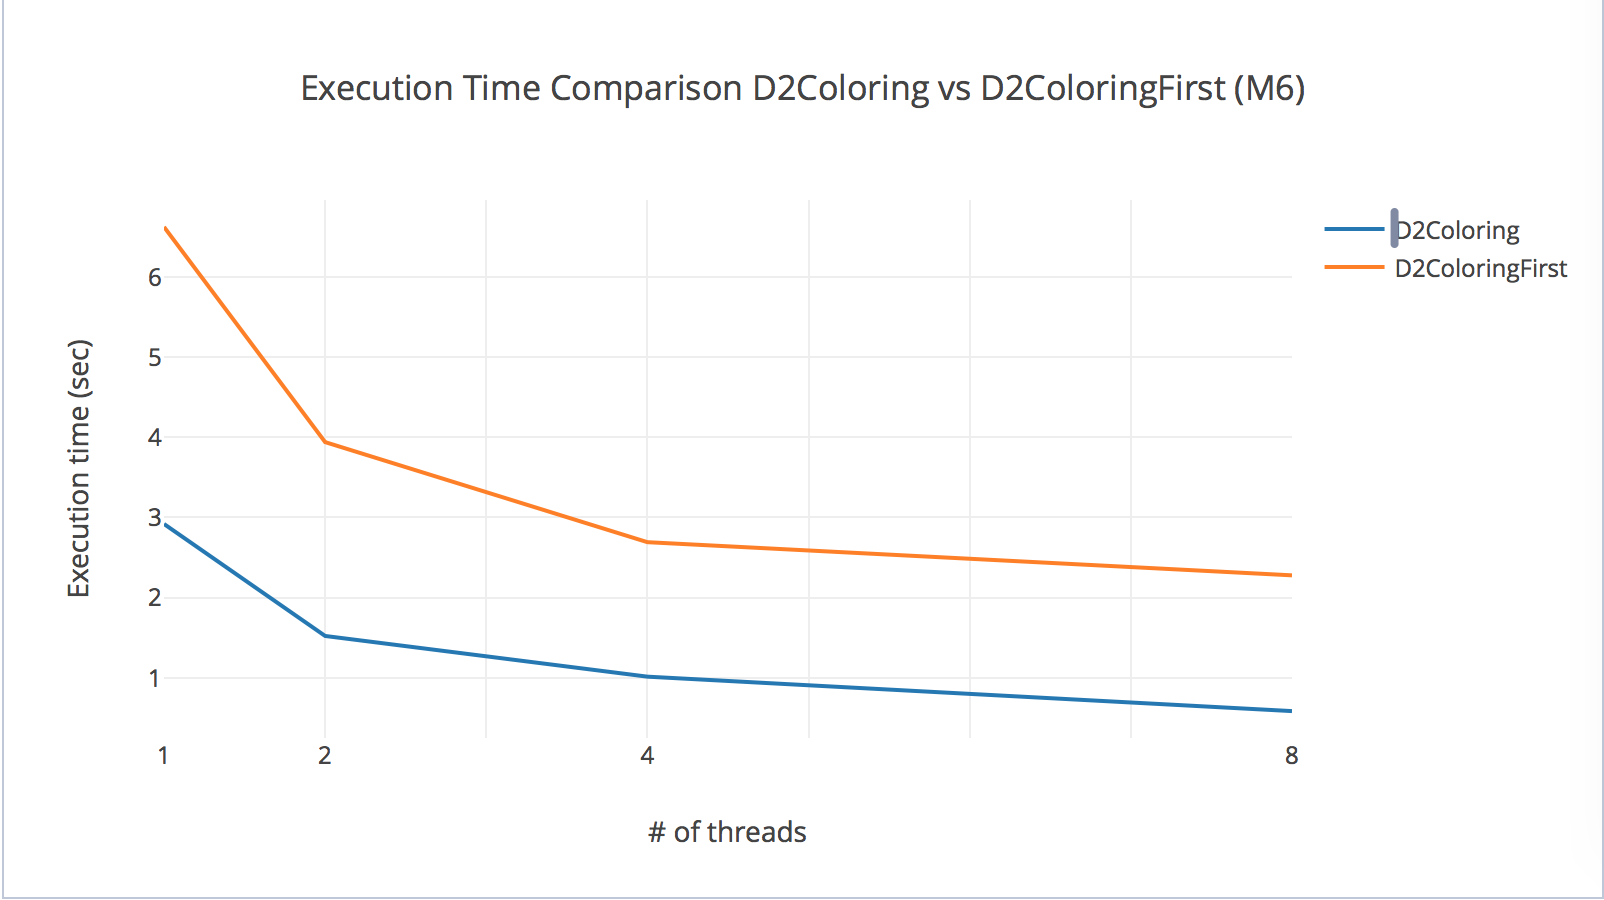 Execution Time Comparison D2Coloring vs D2ColoringFirst (M6)
D2Coloring
D2ColoringFirst
Execution time (sec)
6
5
4
3
2
1
1 2 4 8
# of threads